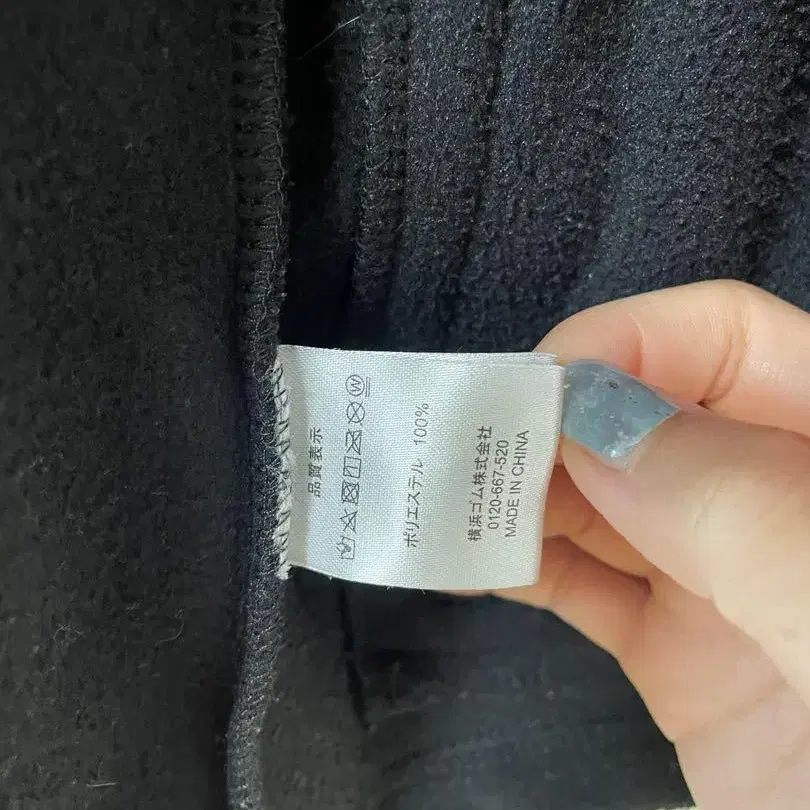 品質表示
W
ポリエステル 100%
横浜ゴム株式会社
0120-667-520
MADE IN CHINA